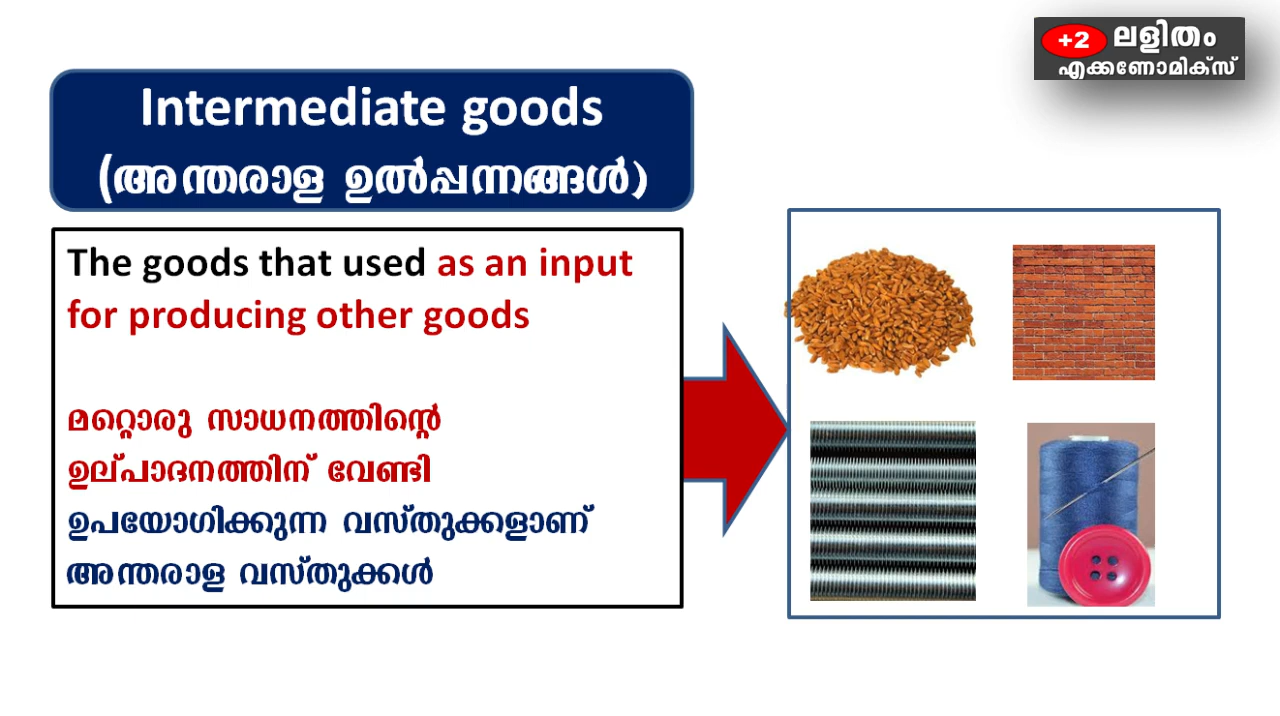 +2 ലളിതം
എക്കണോമിക്സ്
Intermediate goods
(അന്തരാള ഉൽപ്പന്നങ്ങൾ)
The goods that used as an input
for producing other goods
മറ്റൊരു സാധനത്തിന്റെ
ഉല്പാദനത്തിന് വേണ്ടി
ഉപയോഗിക്കുന്ന വസ്തുക്കളാണ്
അന്തരാള വസ്തുക്കൾ